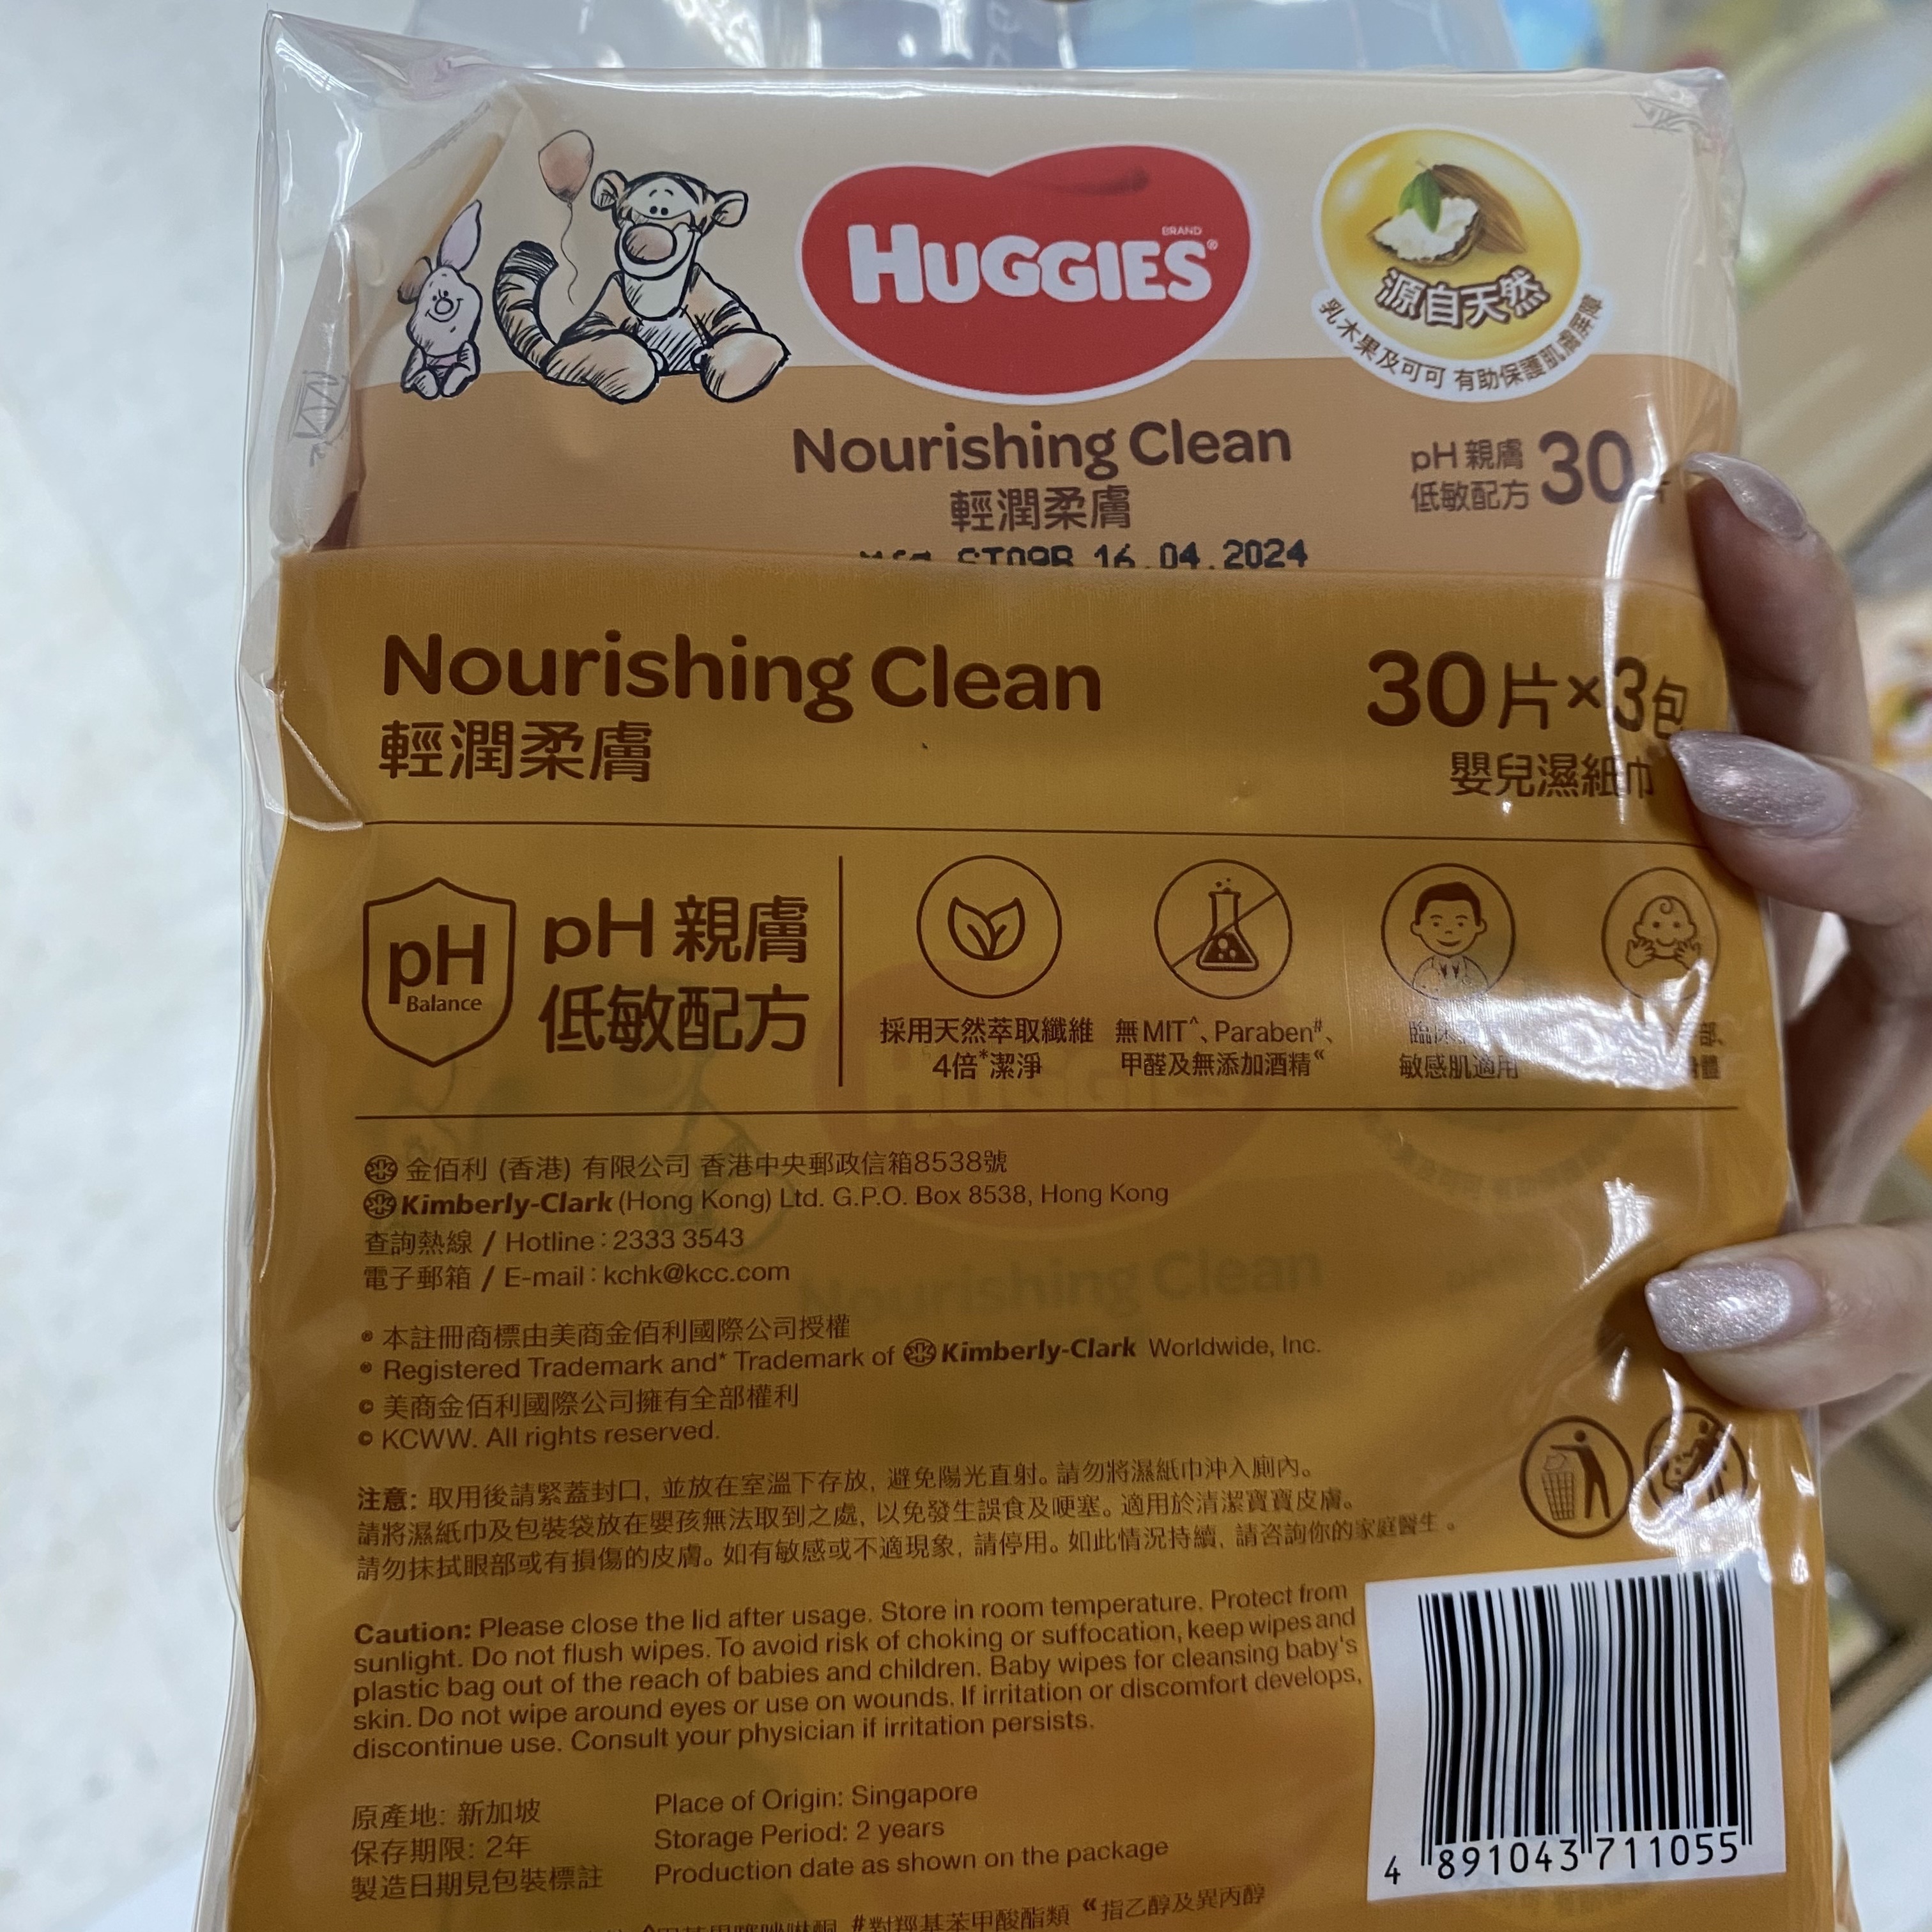 HUGGIES®
BRAND
源自天然
乳木果及可可 有助保護肌膚
Nourishing Clean
輕潤柔膚
pH 親膚
低敏配方 30
16.04.2024
Nourishing Clean
輕潤柔膚
30片×3包
嬰兒濕紙巾
pH
Balance
pH 親膚
低敏配方
採用天然萃取纖維
4倍*潔淨
無MIT^、Paraben#、
甲醛及無添加酒精«
敏感肌適用
金佰利 (香港) 有限公司 香港中央郵政信箱8538號
Kimberly-Clark (Hong Kong) Ltd. G.P.O. Box 8538, Hong Kong
查詢熱線 / Hotline : 2333 3543
電子郵箱 / E-mail : kchk@kcc.com
® 本註冊商標由美商金佰利國際公司授權
® Registered Trademark and* Trademark of Kimberly-Clark Worldwide, Inc.
© 美商金佰利國際公司擁有全部權利
© KCWW. All rights reserved.
注意: 取用後請緊蓋封口, 並放在室溫下存放, 避免陽光直射。請勿將濕紙巾沖入廁內。
請將濕紙巾及包裝袋放在嬰孩無法取到之處, 以免發生誤食及哽塞。適用於清潔寶寶皮膚。
請勿抹拭眼部或有損傷的皮膚。如有敏感或不適現象, 請停用。如此情況持續, 請咨詢你的家庭醫生。
Caution: Please close the lid after usage. Store in room temperature. Protect from
sunlight. Do not flush wipes. To avoid risk of choking or suffocation, keep wipes and
plastic bag out of the reach of babies and children. Baby wipes for cleansing baby's
skin. Do not wipe around eyes or use on wounds. If irritation or discomfort develops,
discontinue use. Consult your physician if irritation persists.
原產地: 新加坡
保存期限: 2年
製造日期見包裝標註
Place of Origin: Singapore
Storage Period: 2 years
Production date as shown on the package
4 891043 711055
#對羥基苯甲酸酯類 «指乙醇及異丙醇